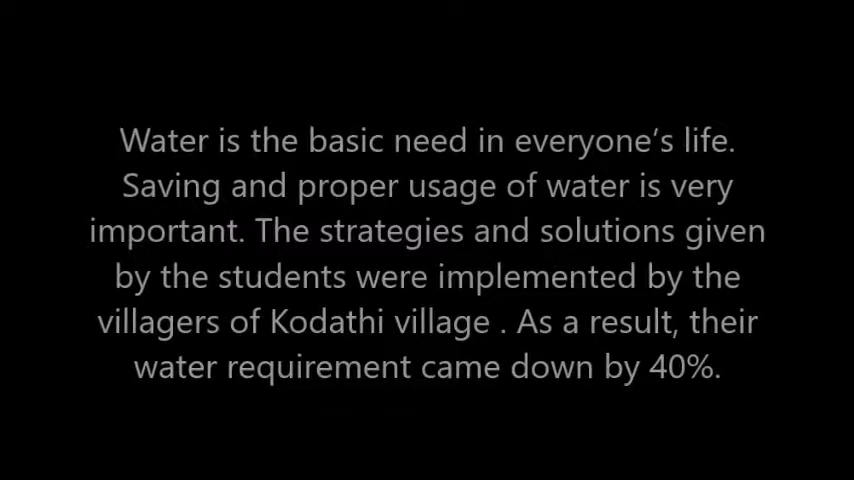 Water is the basic need in everyone’s life.
Saving and proper usage of water is very
important. The strategies and solutions given
by the students were implemented by the
villagers of Kodathi village . As a result, their
water requirement came down by 40%.